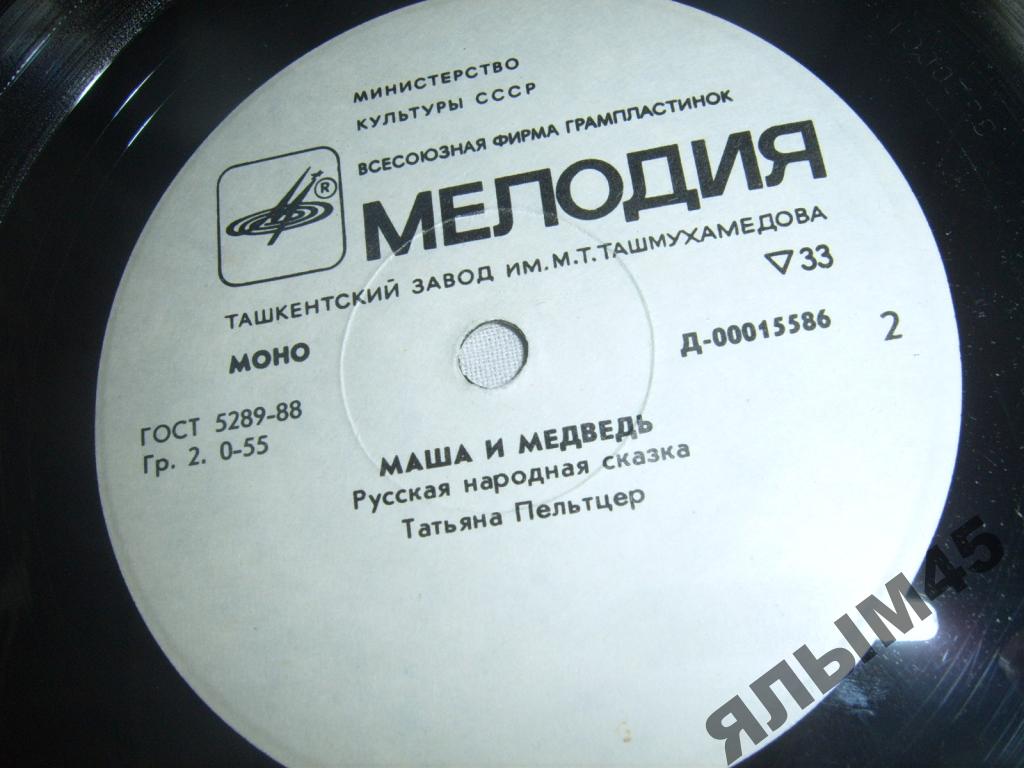 МИНИСТЕРСТВО
КУЛЬТУРЫ СССР
ВСЕСОЮЗНАЯ ФИРМА ГРАМПЛАСТИНОК
®
МЕЛОДИЯ
ТАШКЕНТСКИЙ ЗАВОД ИМ. М. Т. ТАШМУХАМЕДОВА
▽33
МОНО
Д-00015586
2
ГОСТ 5289-88
Гр. 2. 0-55
МАША И МЕДВЕДЬ
Русская народная сказка
Татьяна Пельтцер
ЯЛЫМ45